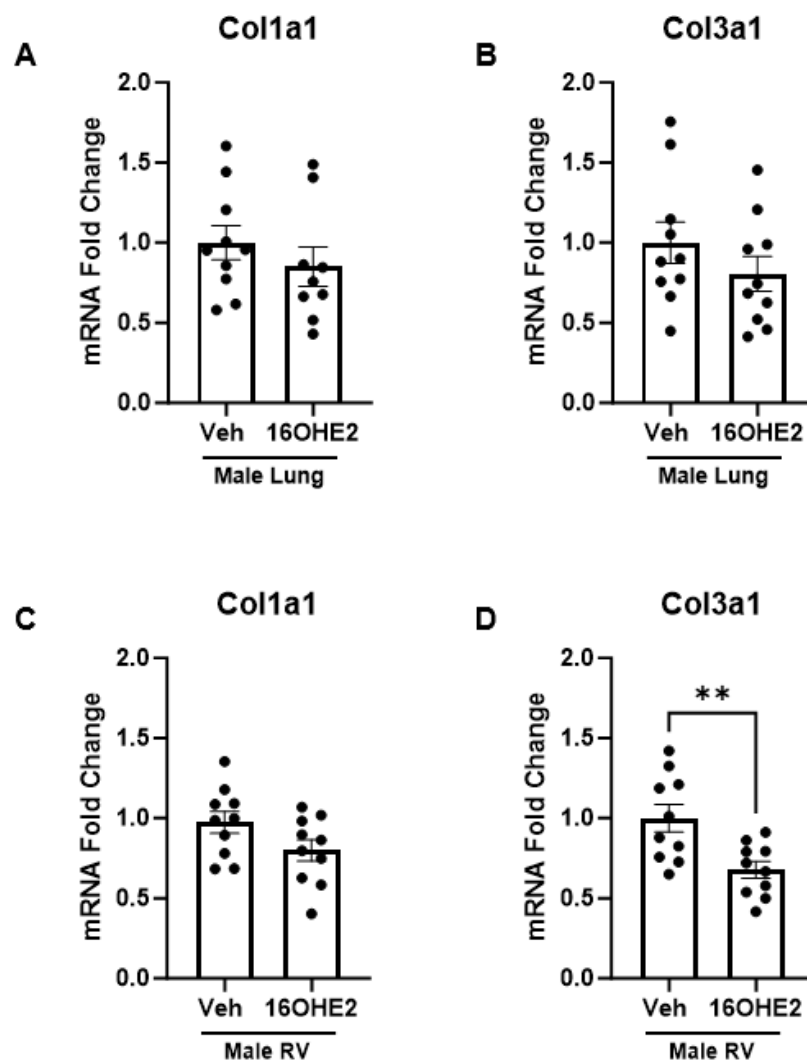 A
Col1a1
mRNA Fold Change
2.0
1.5
1.0
0.5
0.0
Veh 16OHE2
Male Lung
B
Col3a1
mRNA Fold Change
2.0
1.5
1.0
0.5
0.0
Veh 16OHE2
Male Lung
C
Col1a1
mRNA Fold Change
2.0
1.5
1.0
0.5
0.0
Veh 16OHE2
Male RV
D
Col3a1
mRNA Fold Change
2.0
1.5
1.0
0.5
0.0
**
Veh 16OHE2
Male RV